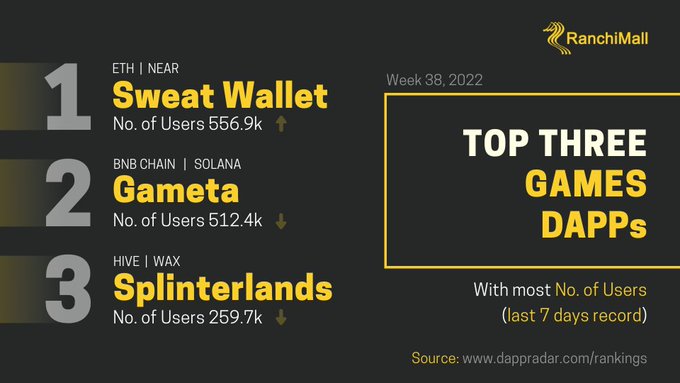 RanchiMall
1
ETH | NEAR
Sweat Wallet
No. of Users 556.9k
2
BNB CHAIN | SOLANA
Gameta
No. of Users 512.4k
3
HIVE | WAX
Splinterlands
No. of Users 259.7k
Week 38, 2022
TOP THREE
GAMES
DAPPs
With most No. of Users
(last 7 days record)
Source: www.dappradar.com/rankings